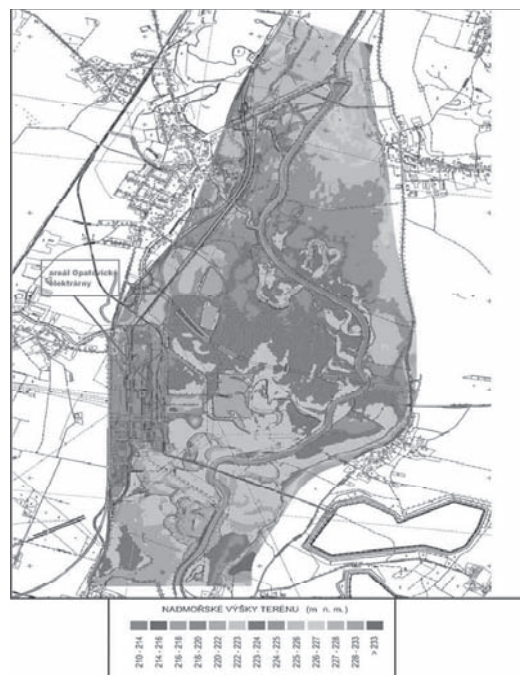 areál Opatovické
elektrárny
NADMOŘSKÉ VÝŠKY TERÉNU (m n. m.)
210 - 214
214 - 216
216 - 218
218 - 220
220 - 222
222 - 223
223 - 224
224 - 225
225 - 226
226 - 227
227 - 228
228 - 233
> 233